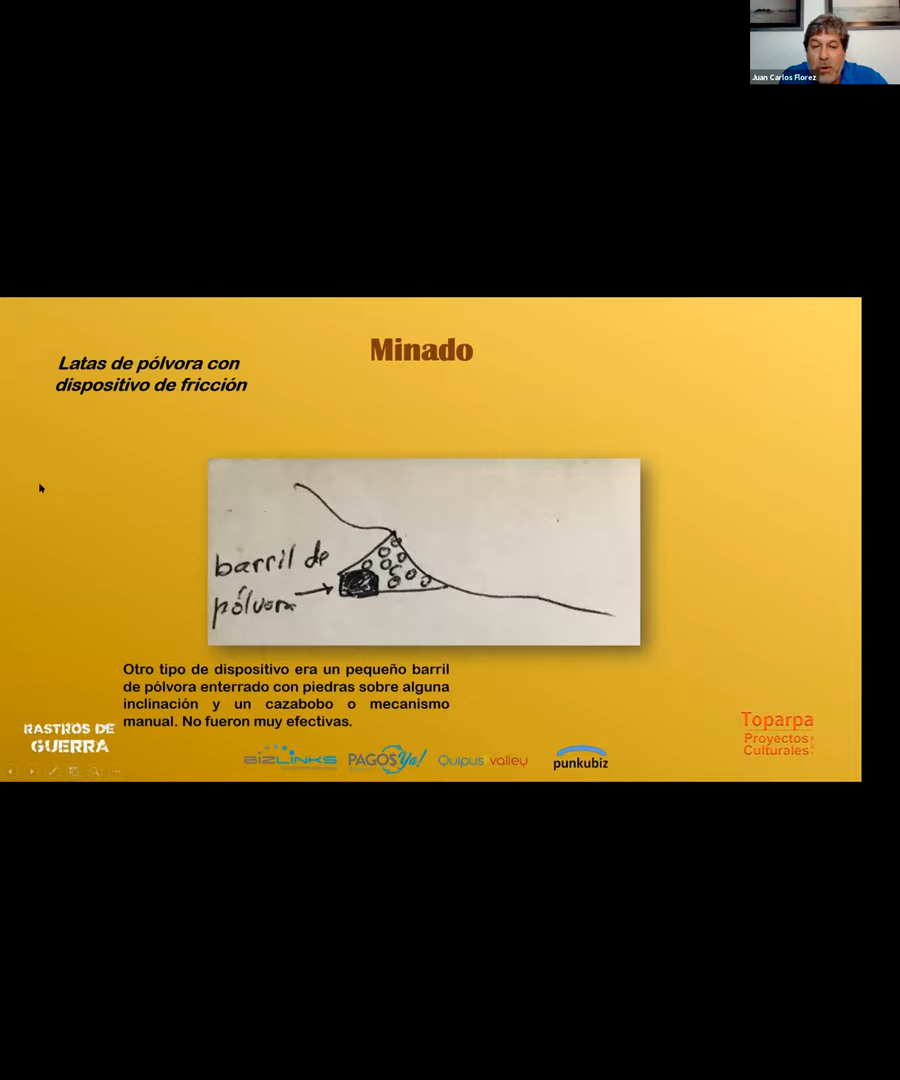 Juan Carlos Florez
Minado
Latas de pólvora con
dispositivo de fricción
barril de
pólvora
Otro tipo de dispositivo era un pequeño barril
de pólvora enterrado con piedras sobre alguna
inclinación y un cazabobo o mecanismo
manual. No fueron muy efectivas.
RASTROS DE
GUERRA
BIZLINKS PAGOS Ya! Quipus valley punkubiz
Toparpa
Proyectos
Culturales